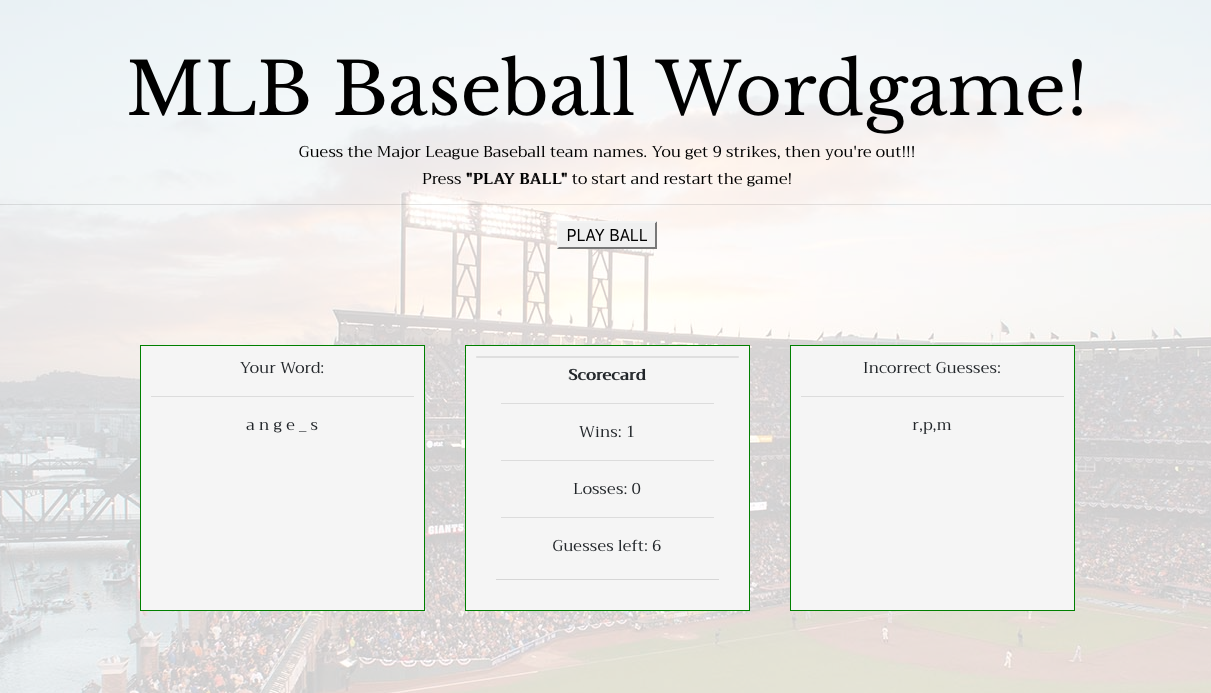 MLB Baseball Wordgame!
Guess the Major League Baseball team names. You get 9 strikes, then you're out!!!
Press "PLAY BALL" to start and restart the game!
PLAY BALL
Your Word:
a n g e _ s
Scorecard
Wins: 1
Losses: 0
Guesses left: 6
Incorrect Guesses:
r,p,m
GIANTS